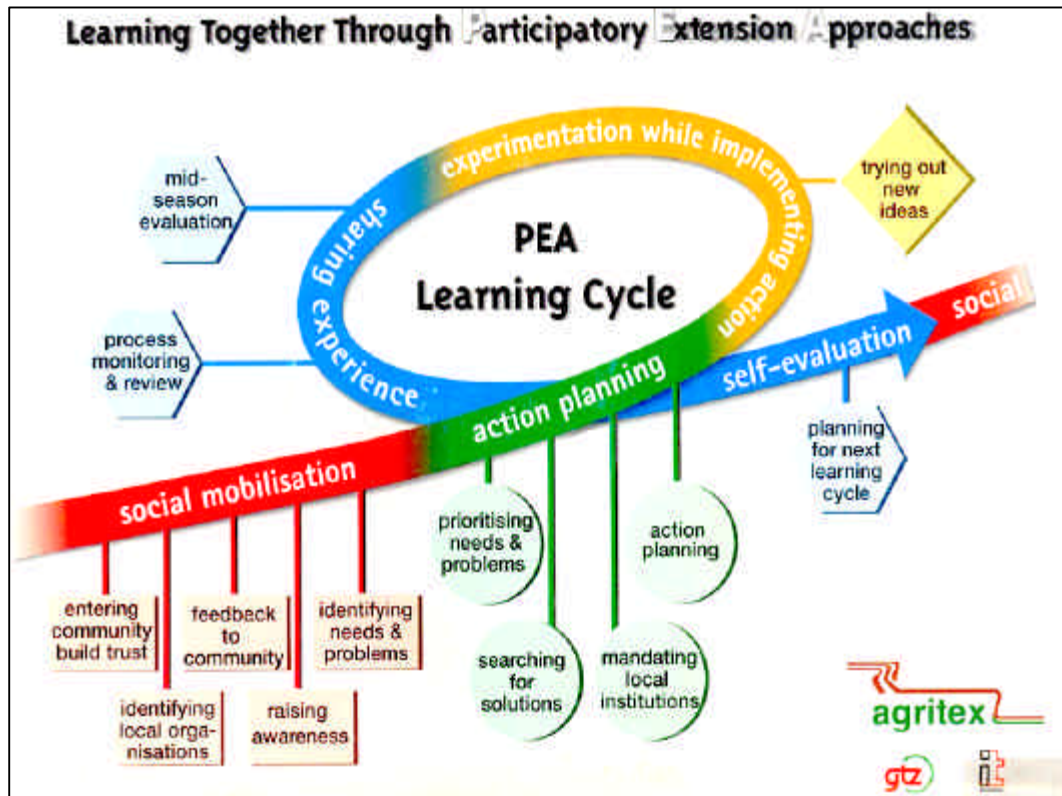 Learning Together Through Participatory Extension Approaches
experimentation while implementing action
mid-
season
evaluation
trying out
new
ideas
sharing experience
PEA
Learning Cycle
process
monitoring
& review
social
self-evaluation
action planning
social mobilisation
planning
for next
learning
cycle
prioritising
needs &
problems
action
planning
entering
community
build trust
feedback
to
community
identifying
needs &
problems
searching
for
solutions
mandating
local
institutions
identifying
local orga-
nisations
raising
awareness
agritex
gtz
it